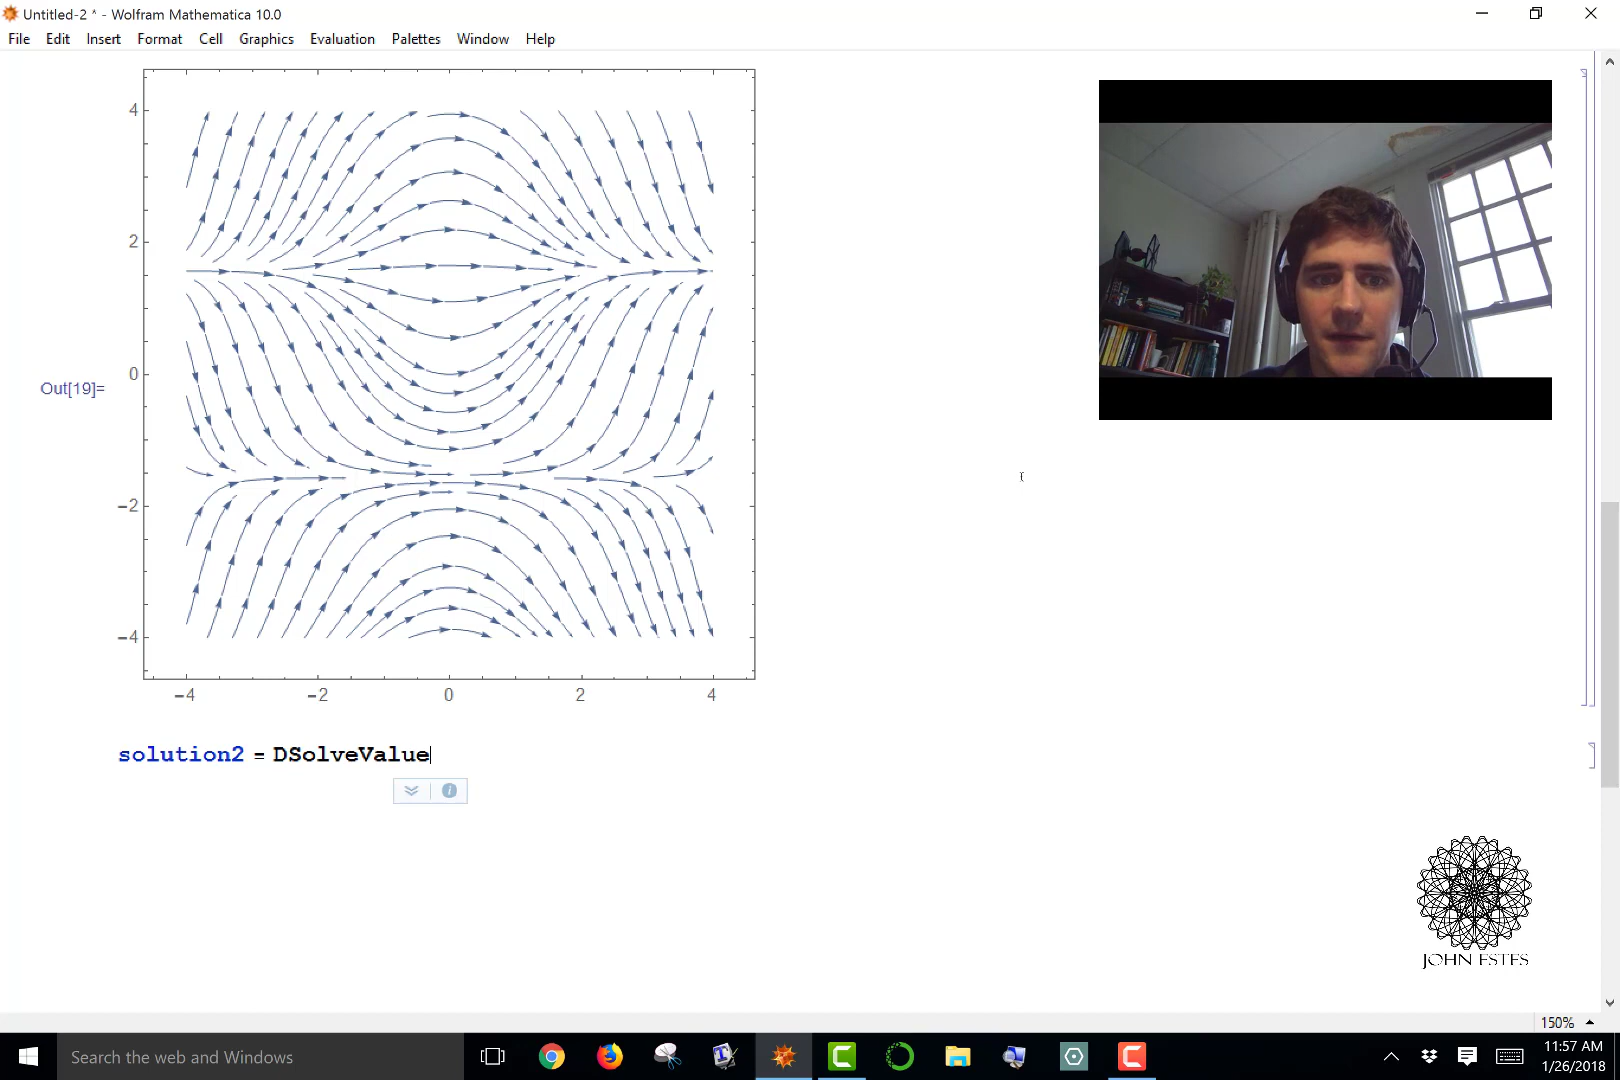 Untitled-2 * - Wolfram Mathematica 10.0
File Edit Insert Format Cell Graphics Evaluation Palettes Window Help
4
2
0
Out[19]=
-2
-4
-4 -2 0 2 4
solution2 = DSolveValue
JOHN ESTES
150%
Search the web and Windows
11:57 AM
1/26/2018